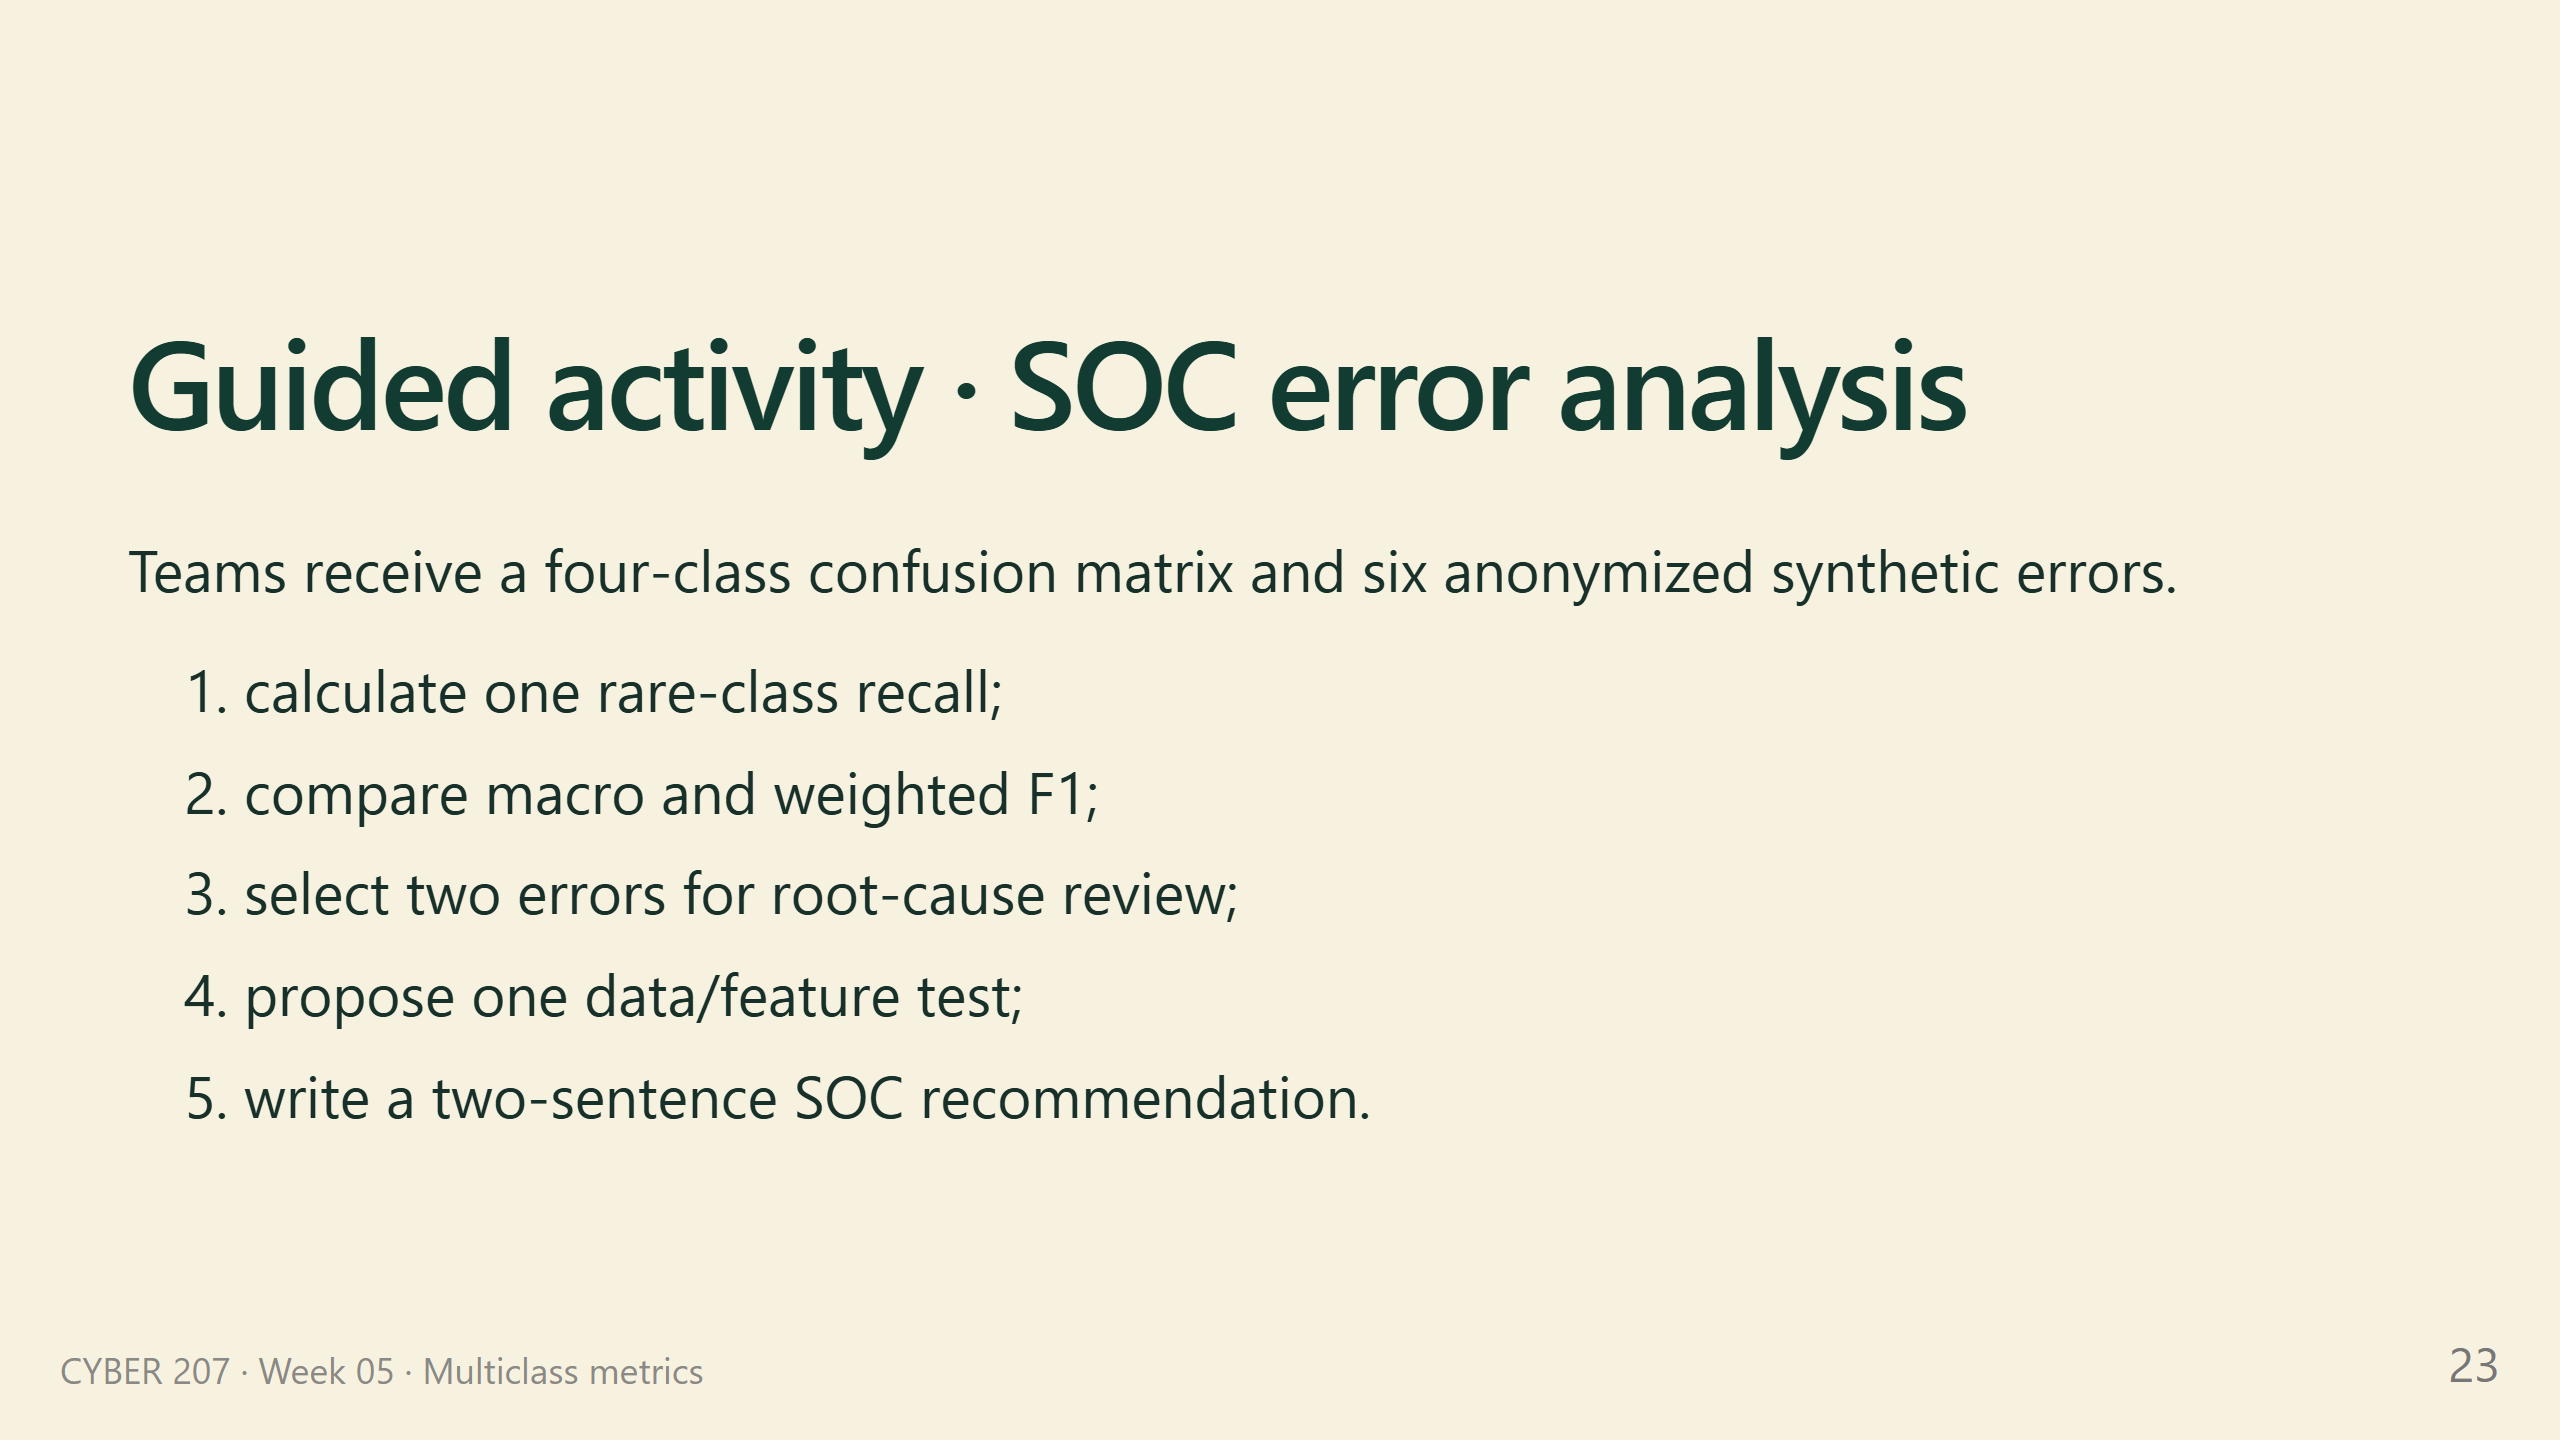 Guided activity · SOC error analysis
Teams receive a four-class confusion matrix and six anonymized synthetic errors.
1. calculate one rare-class recall;
2. compare macro and weighted F1;
3. select two errors for root-cause review;
4. propose one data/feature test;
5. write a two-sentence SOC recommendation.
CYBER 207 · Week 05 · Multiclass metrics
23